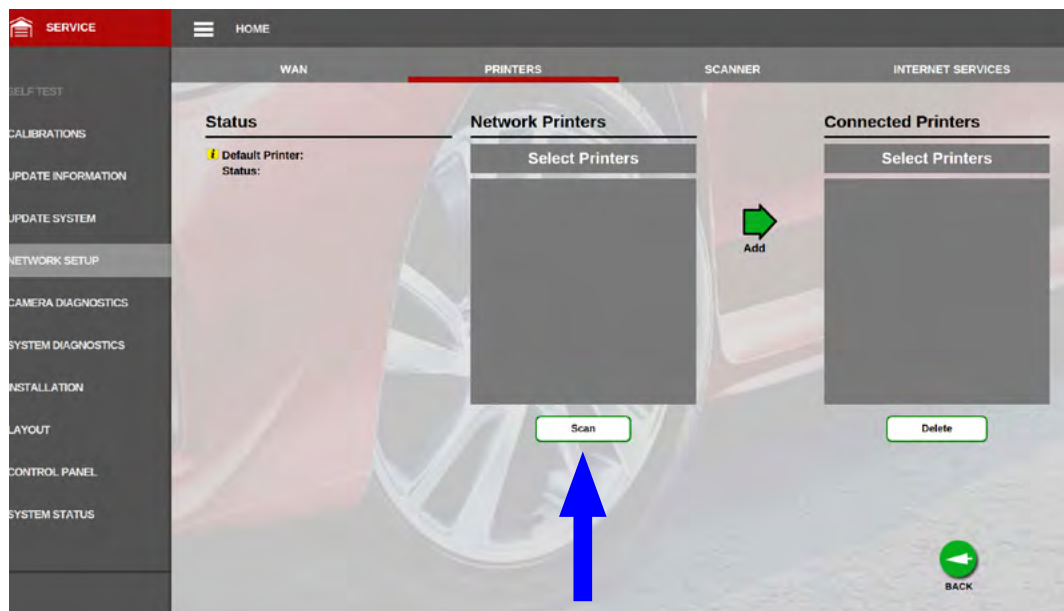 SERVICE
HOME
WAN
PRINTERS
SCANNER
INTERNET SERVICES
SELF TEST
CALIBRATIONS
UPDATE INFORMATION
UPDATE SYSTEM
NETWORK SETUP
CAMERA DIAGNOSTICS
SYSTEM DIAGNOSTICS
INSTALLATION
LAYOUT
CONTROL PANEL
SYSTEM STATUS
Status
i Default Printer:
Status:
Network Printers
Select Printers
Scan
Add
Connected Printers
Select Printers
Delete
BACK